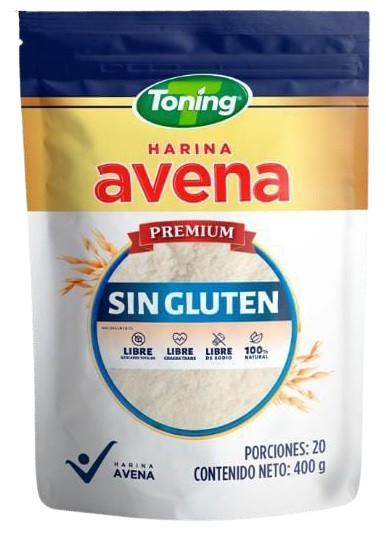 Toning®
HARINA
avena
PREMIUM
SIN GLUTEN
LIBRE
LIBRE
GRASAS TRANS
LIBRE
DE SODIO
100%
NATURAL
HARINA
AVENA
PORCIONES: 20
CONTENIDO NETO: 400 g